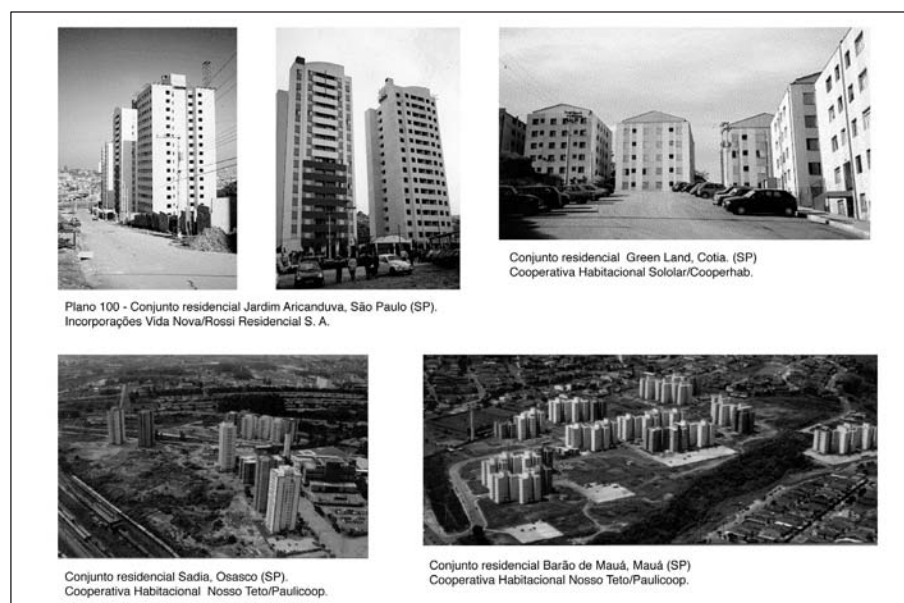 Plano 100 - Conjunto residencial Jardim Aricanduva, São Paulo (SP).
Incorporações Vida Nova/Rossi Residencial S. A.
Conjunto residencial Green Land, Cotia. (SP)
Cooperativa Habitacional Sololar/Cooperhab.
Conjunto residencial Sadia, Osasco (SP).
Cooperativa Habitacional Nosso Teto/Paulicoop.
Conjunto residencial Barão de Mauá, Mauá (SP)
Cooperativa Habitacional Nosso Teto/Paulicoop.